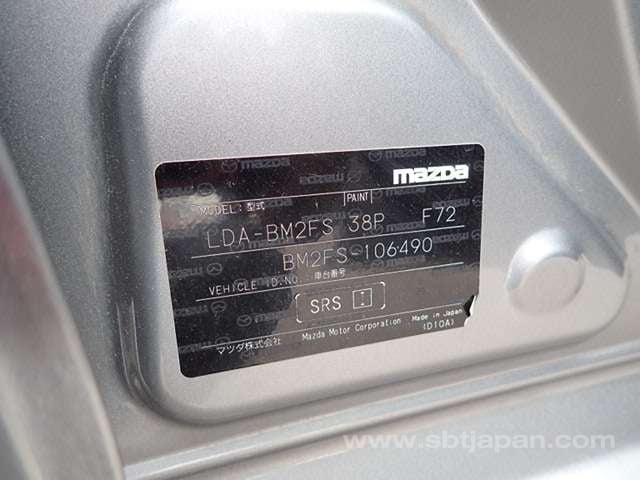 mazda
MODEL: 型式 PAINT
LDA-BM2FS 38P F72
BM2FS-106490
VEHICLE ID.NO. 車台番号
SRS
マツダ株式会社 Mazda Motor Corporation Made in Japan
(D10A)
www.sbtjapan.com